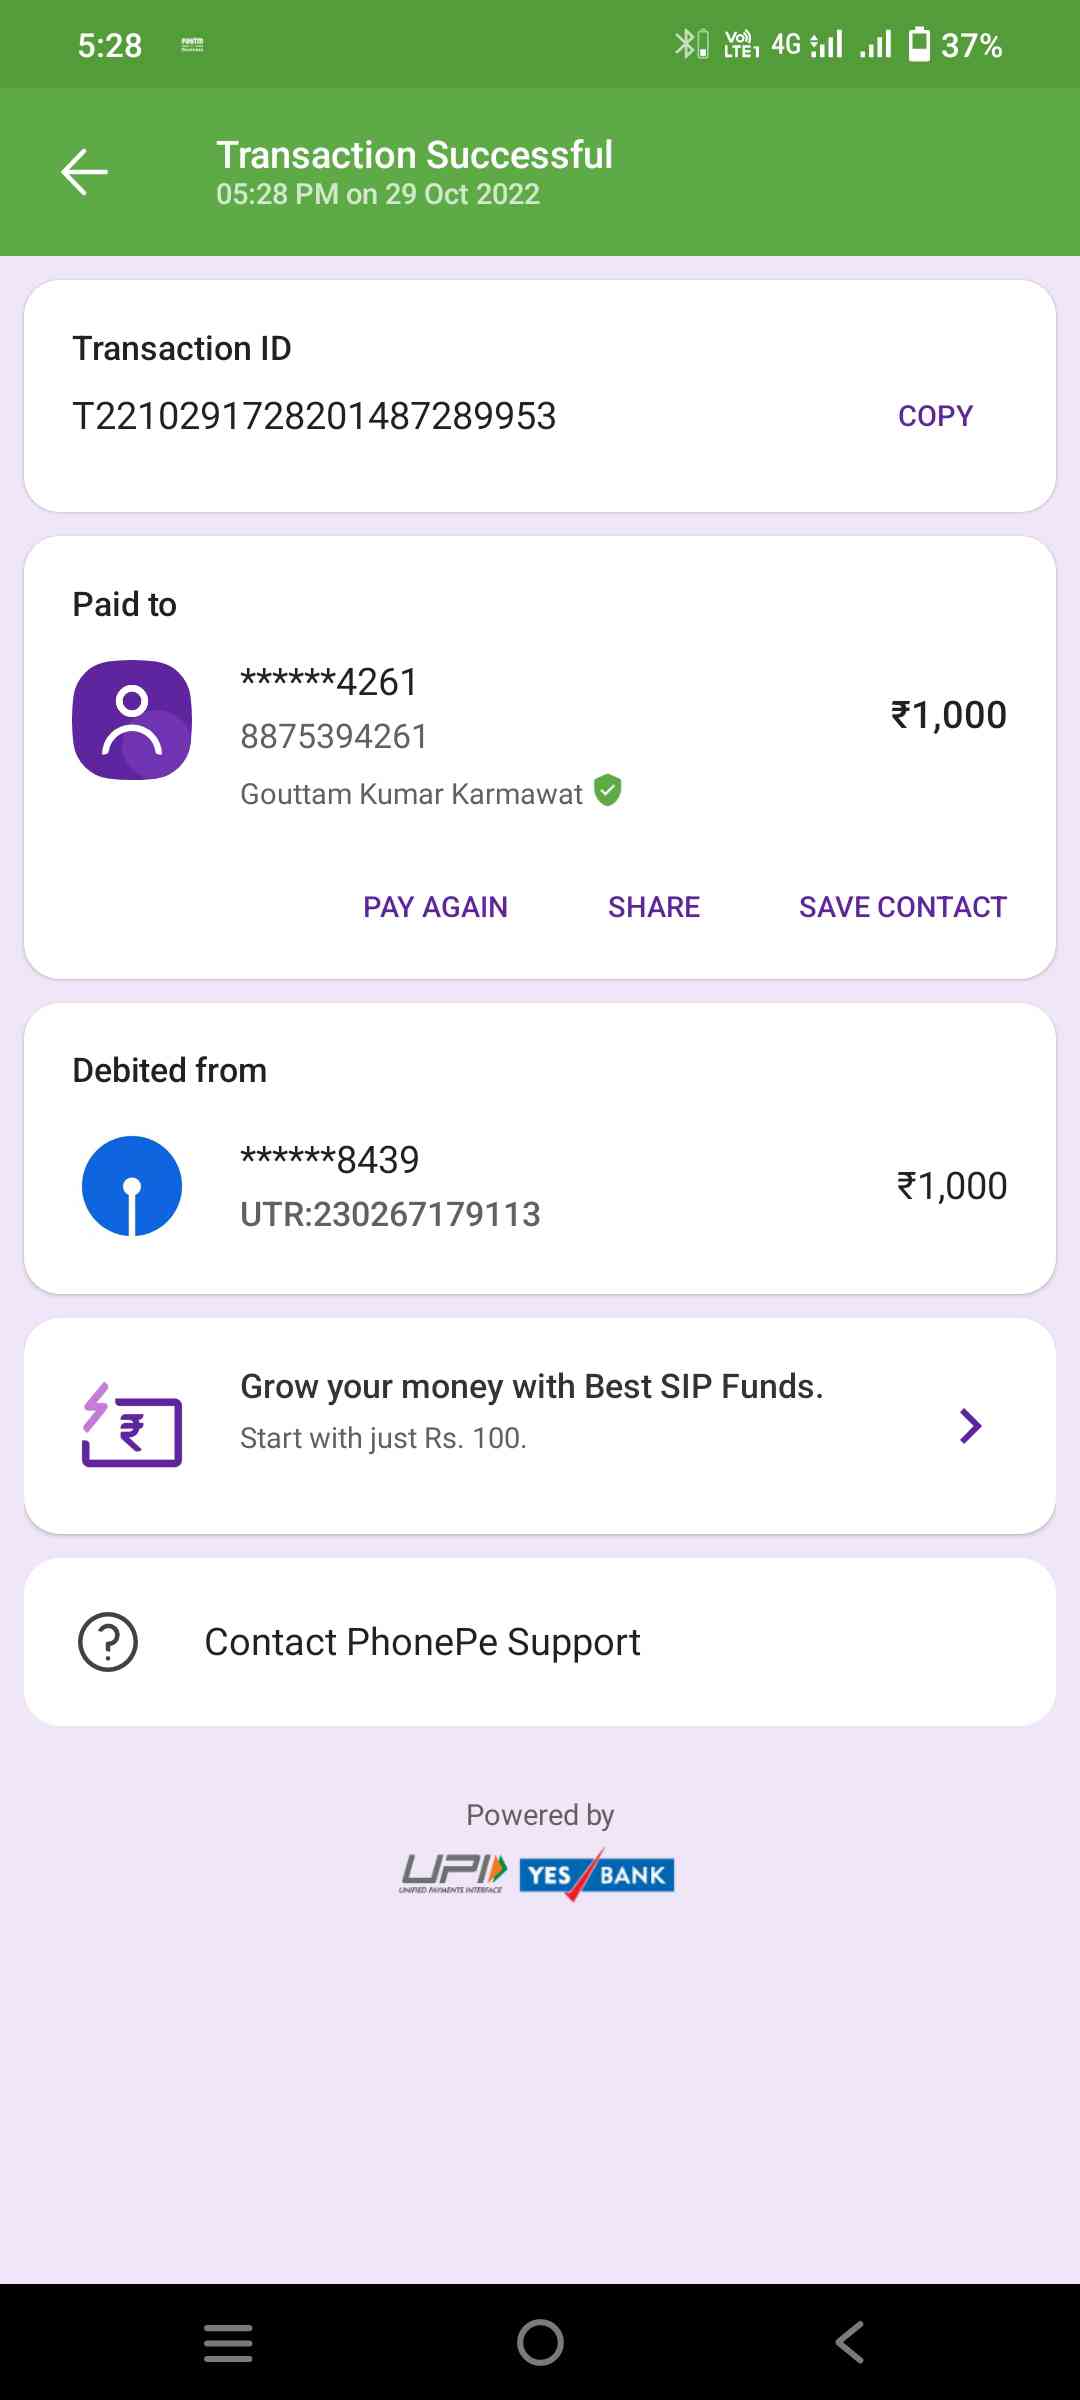 5:28
paytm
Vo)) LTE1 4G 37%
Transaction Successful
05:28 PM on 29 Oct 2022
Transaction ID
T2210291728201487289953
COPY
Paid to
******4261
8875394261
₹1,000
Gouttam Kumar Karmawat
PAY AGAIN SHARE SAVE CONTACT
Debited from
******8439
UTR:230267179113
₹1,000
Grow your money with Best SIP Funds.
Start with just Rs. 100.
₹
Contact PhonePe Support
Powered by
UPI YES BANK
UNIFIED PAYMENTS INTERFACE